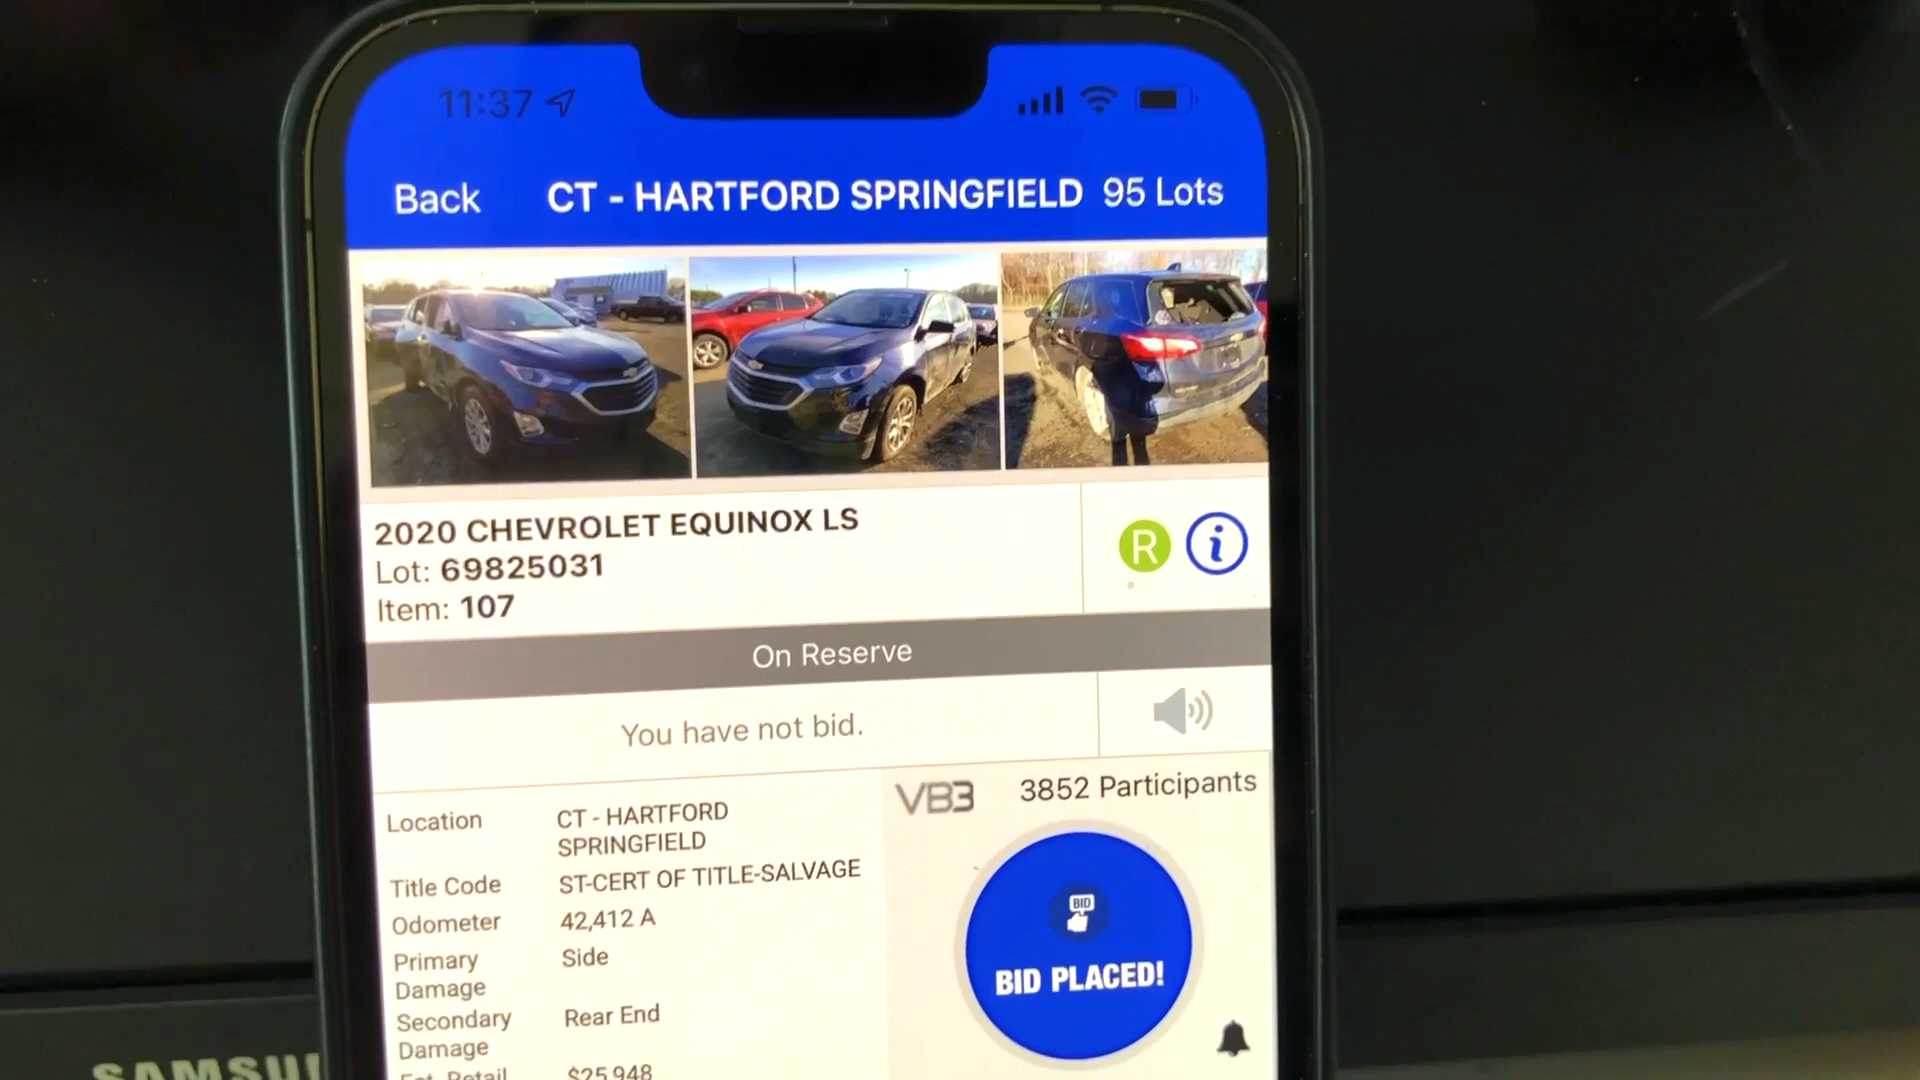 11:37
Back CT - HARTFORD SPRINGFIELD 95 Lots
2020 CHEVROLET EQUINOX LS
Lot: 69825031
Item: 107
R i
On Reserve
You have not bid.
VB3 3852 Participants
Location CT - HARTFORD
SPRINGFIELD
Title Code ST-CERT OF TITLE-SALVAGE
Odometer 42,412 A
Primary Side
Damage
Secondary Rear End
Damage
Est. Retail $25,948
BID
BID PLACED!
SAMSU